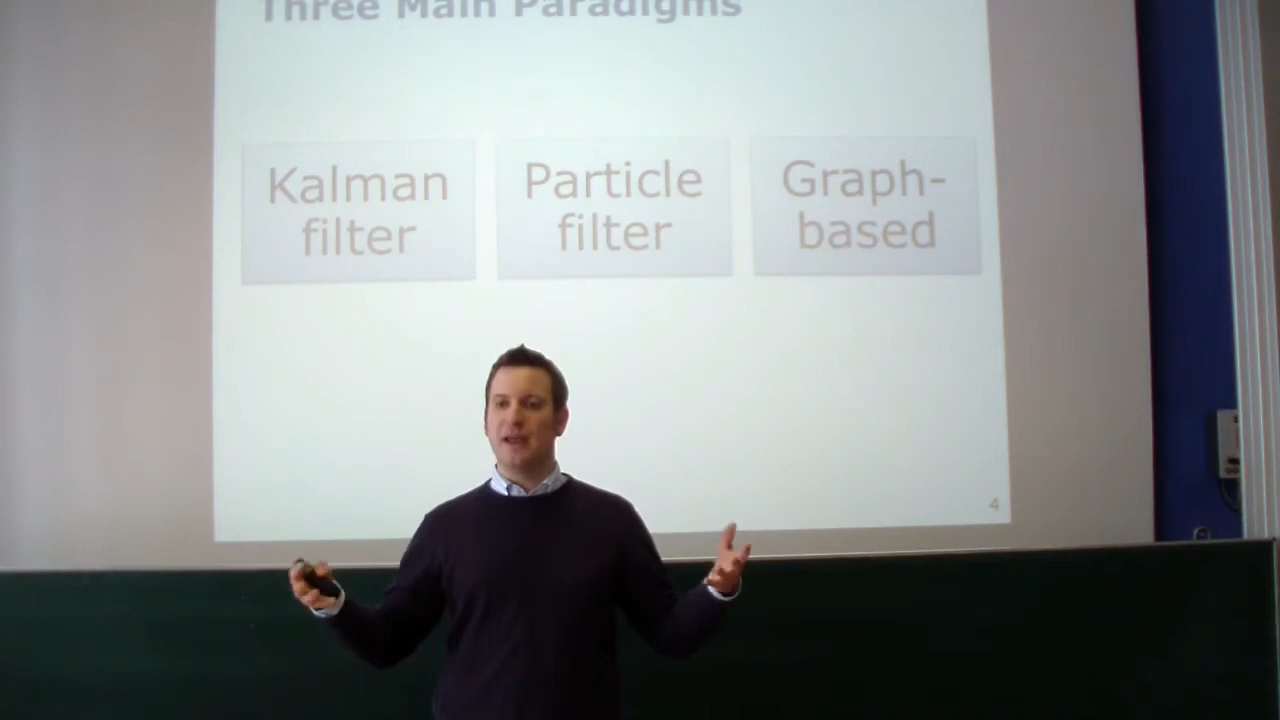 Three Main Paradigms
Kalman
filter
Particle
filter
Graph-
based
4